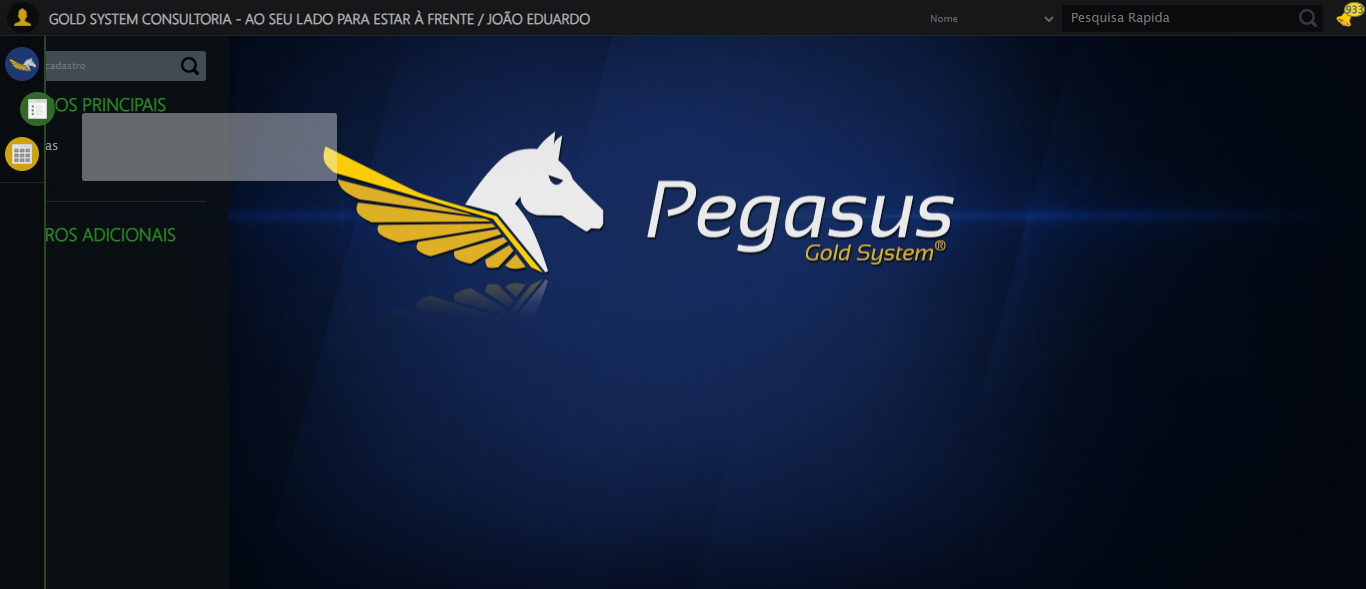 GOLD SYSTEM CONSULTORIA - AO SEU LADO PARA ESTAR À FRENTE / JOÃO EDUARDO
Nome
Pesquisa Rapida
933
cadastro
OS PRINCIPAIS
as
ROS ADICIONAIS
Pegasus
Gold System®